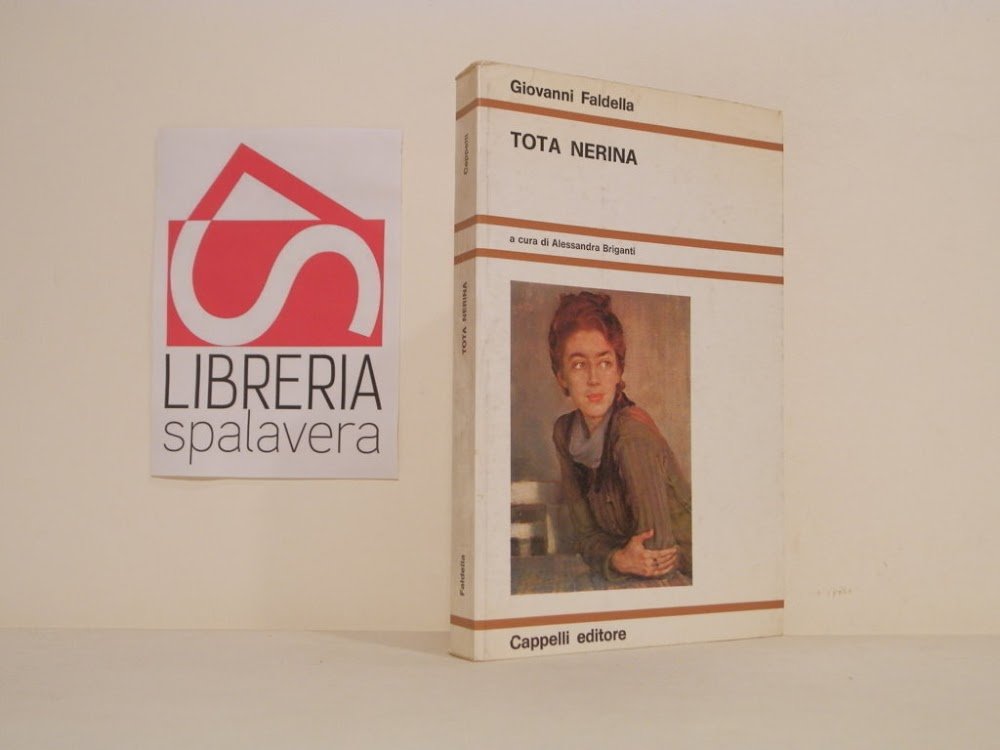 LIBRERIA
spalavera
Cappelli
TOTA NERINA
Faldella
Giovanni Faldella
TOTA NERINA
a cura di Alessandra Briganti
Cappelli editore